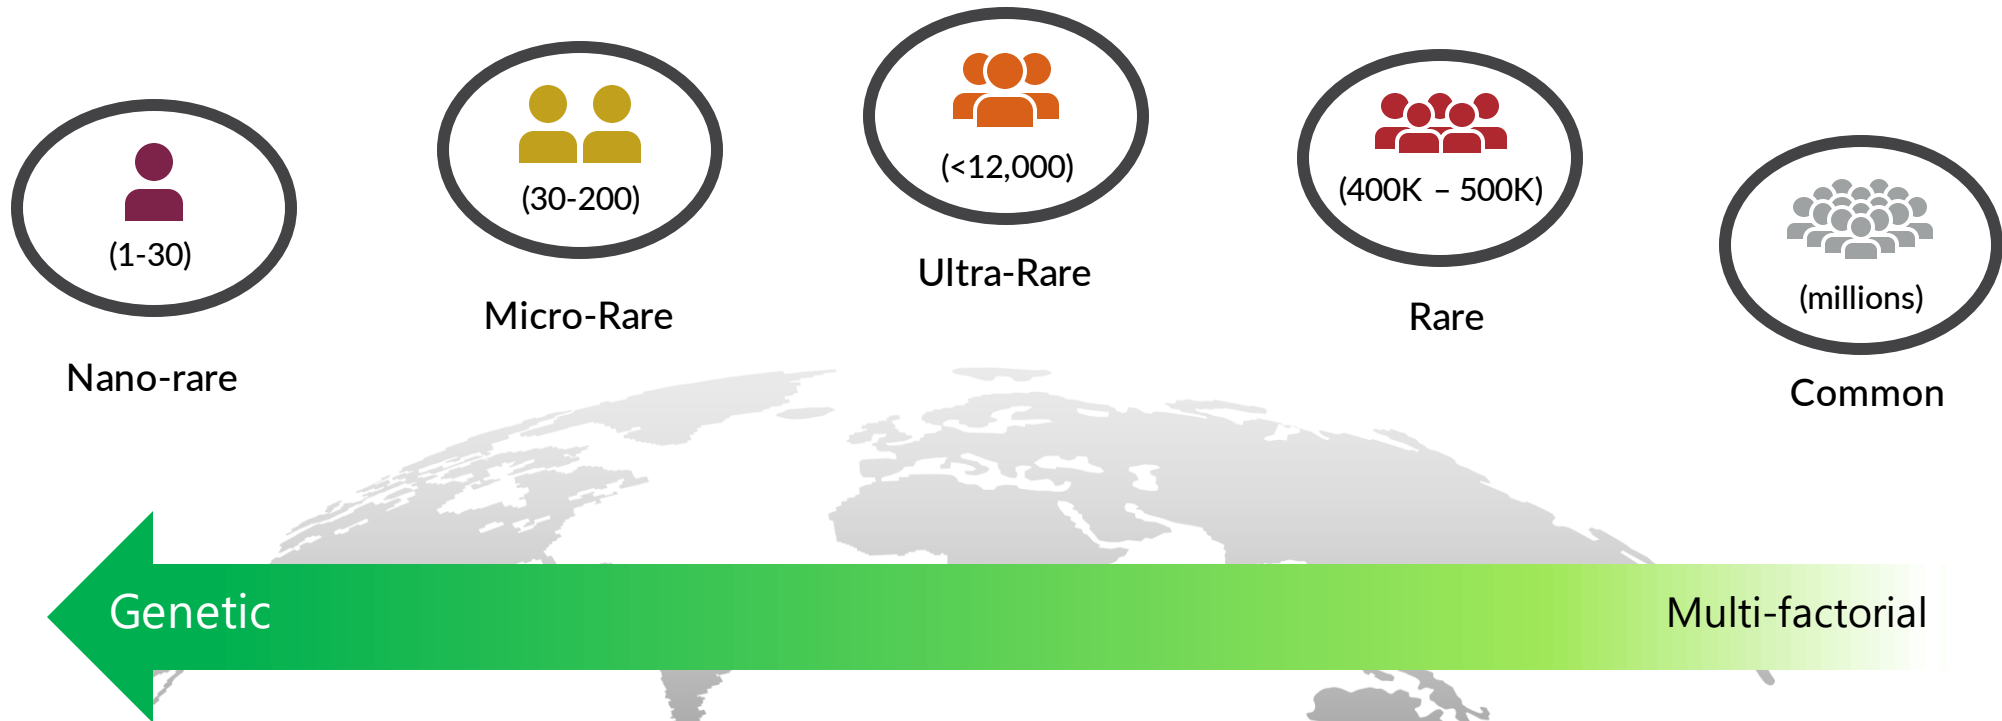 (1-30)
Nano-rare
(30-200)
Micro-Rare
(<12,000)
Ultra-Rare
(400K – 500K)
Rare
(millions)
Common
Genetic
Multi-factorial